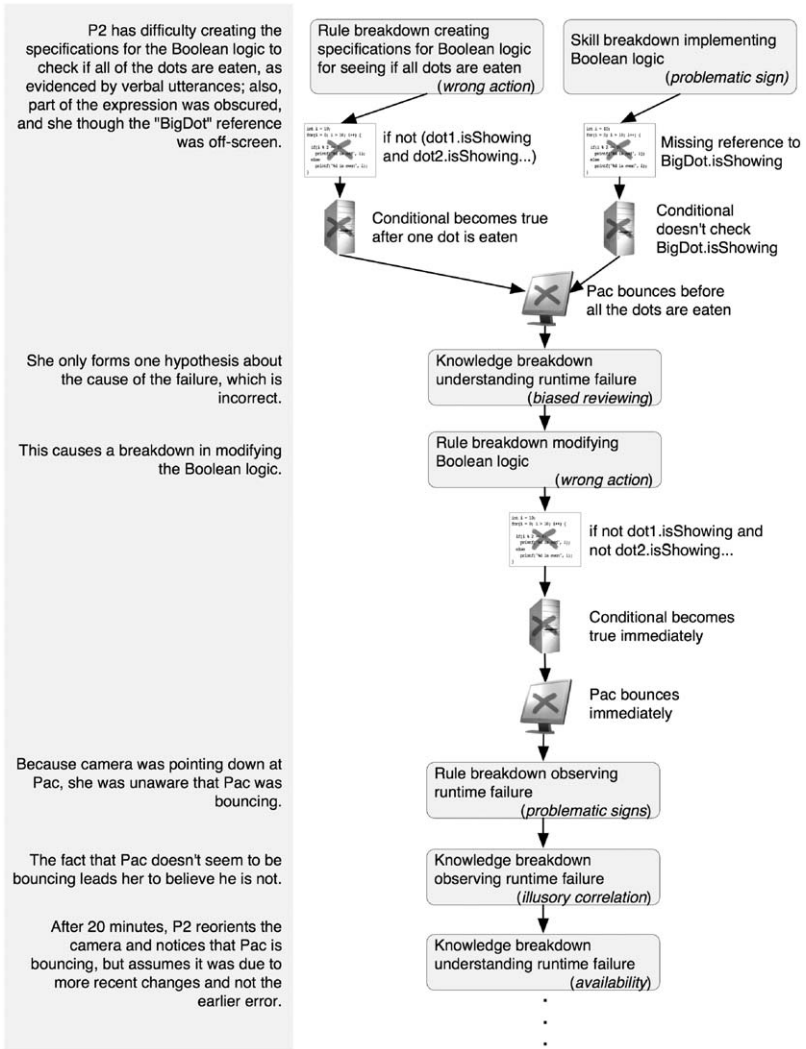 P2 has difficulty creating the
specifications for the Boolean logic to
check if all of the dots are eaten, as
evidenced by verbal utterances; also,
part of the expression was obscured,
and she though the "BigDot" reference
was off-screen.
Rule breakdown creating
specifications for Boolean logic
for seeing if all dots are eaten
(wrong action)
Skill breakdown implementing
Boolean logic
(problematic sign)
if not (dot1.isShowing
and dot2.isShowing...)
Missing reference to
BigDot.isShowing
Conditional becomes true
after one dot is eaten
Conditional
doesn't check
BigDot.isShowing
Pac bounces before
all the dots are eaten
She only forms one hypothesis about
the cause of the failure, which is
incorrect.
Knowledge breakdown
understanding runtime failure
(biased reviewing)
This causes a breakdown in modifying
the Boolean logic.
Rule breakdown modifying
Boolean logic
(wrong action)
if not dot1.isShowing and
not dot2.isShowing...
Conditional becomes
true immediately
Pac bounces
immediately
Because camera was pointing down at
Pac, she was unaware that Pac was
bouncing.
Rule breakdown observing
runtime failure
(problematic signs)
The fact that Pac doesn't seem to be
bouncing leads her to believe he is not.
Knowledge breakdown
observing runtime failure
(illusory correlation)
After 20 minutes, P2 reorients the
camera and notices that Pac is
bouncing, but assumes it was due to
more recent changes and not the
earlier error.
Knowledge breakdown
understanding runtime failure
(availability)